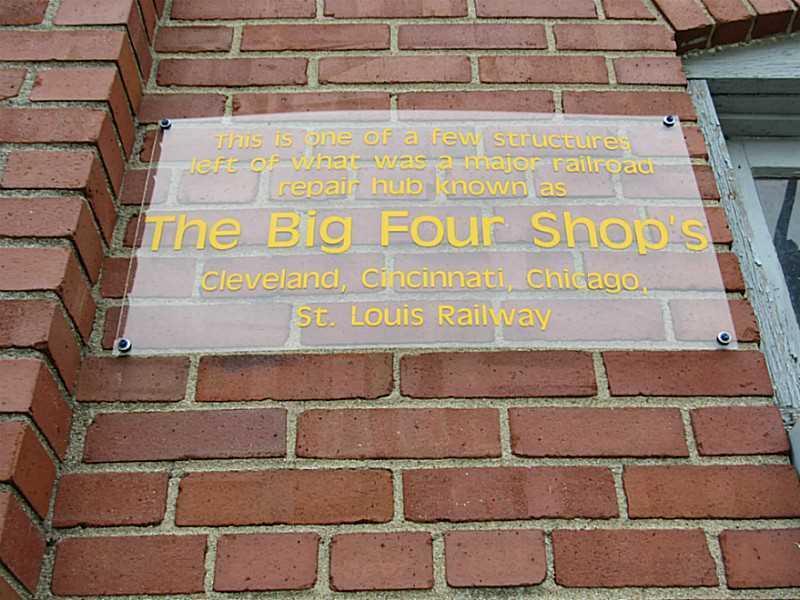 This is one of a few structures
left of what was a major railroad
repair hub known as
The Big Four Shop's
Cleveland, Cincinnati, Chicago,
St. Louis Railway